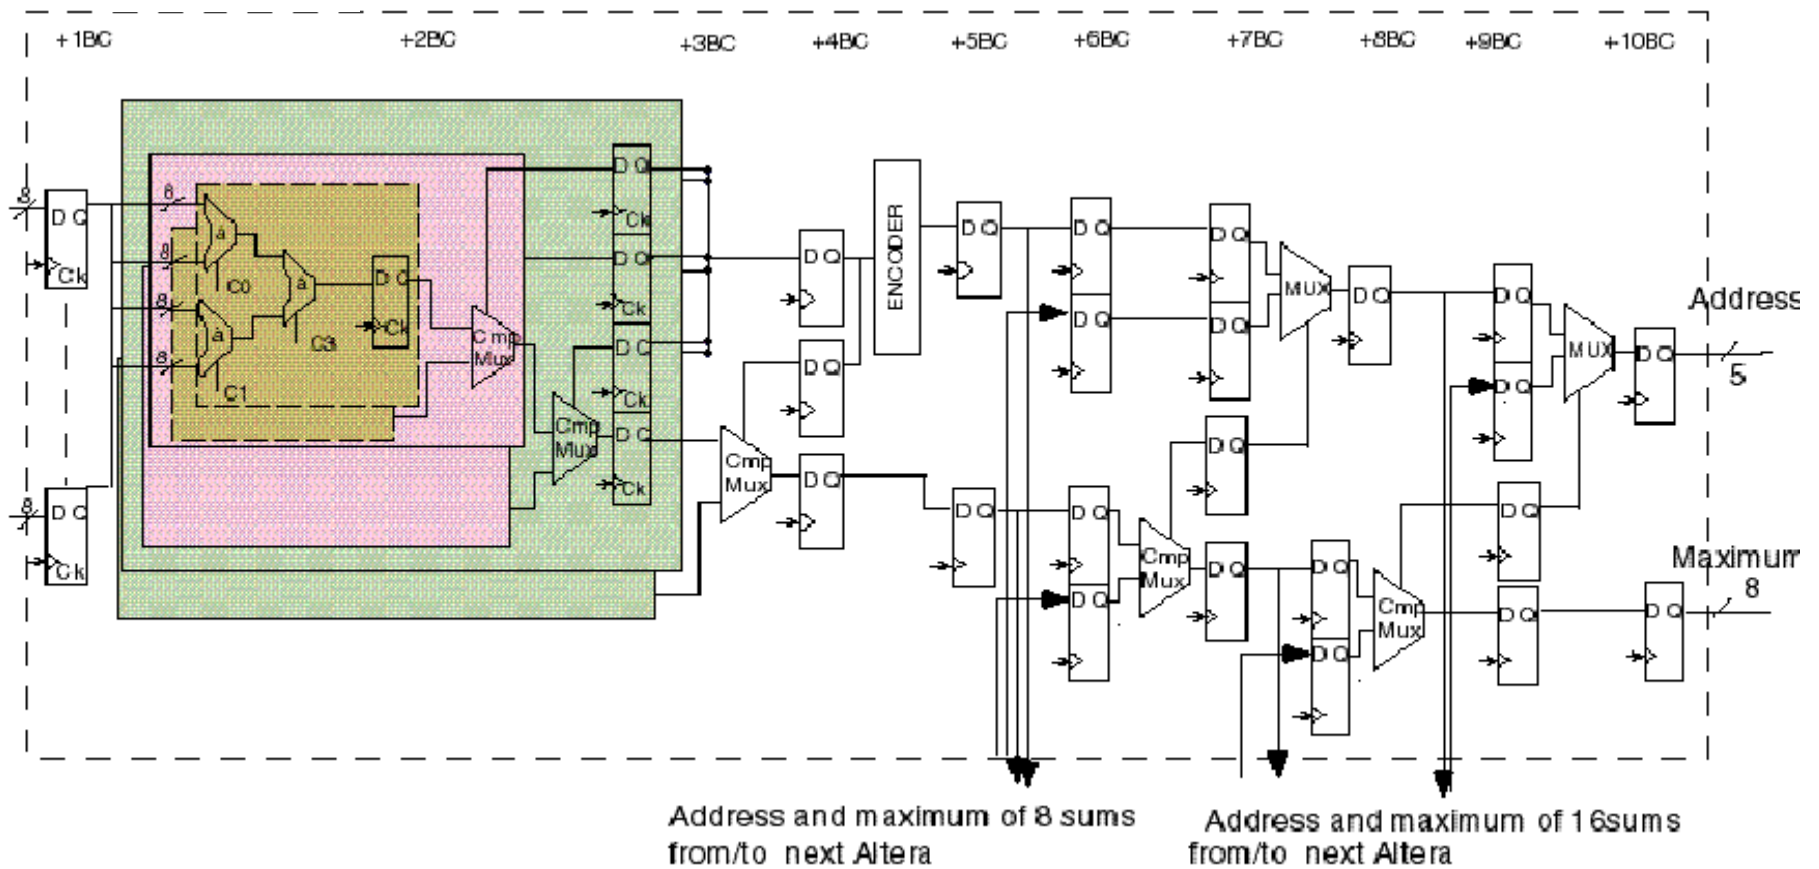 +1BC +2BC +3BC +4BC +5BC +6BC +7BC +8BC +9BC +10BC
8 D Q Ck
8 D Q Ck
8 8 8 8
a a a
C0 C1 C3
D Q Ck
Cmp Mux
Cmp Mux
D Q Ck
D Q Ck
D C Ck
D C Ck
Cmp Mux
D Q
D Q
D Q
ENCODER
D Q
D Q
D Q
D Q
D Q
D Q
Cmp Mux
D Q
D Q
MUX
D Q
D Q
D Q
D Q
D Q
Cmp Mux
D Q
D Q
MUX
D Q
D Q
D Q
D Q
Address
5
Maximum
8
Address and maximum of 8 sums
from/to next Altera
Address and maximum of 16sums
from/to next Altera